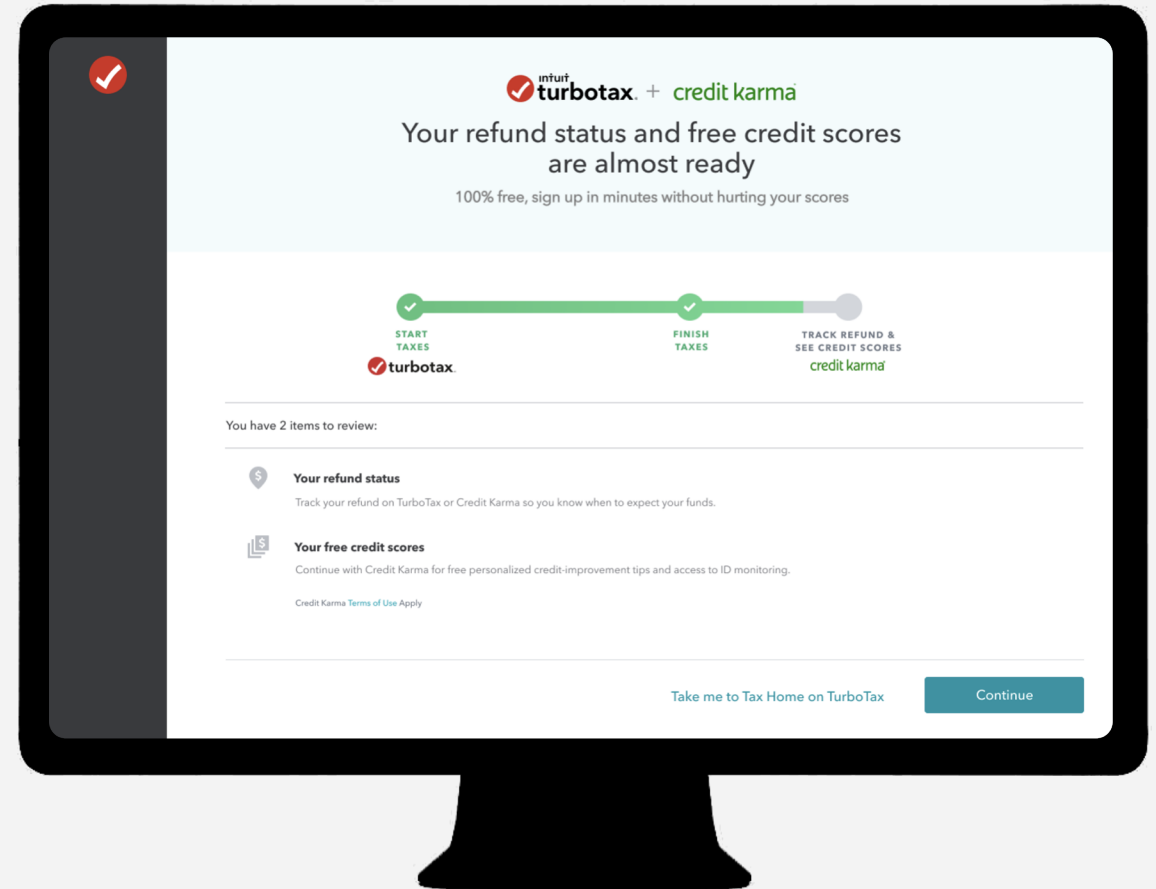 intuit
turbotax. + credit karma
Your refund status and free credit scores
are almost ready
100% free, sign up in minutes without hurting your scores
START
TAXES
turbotax.
FINISH
TAXES
TRACK REFUND &
SEE CREDIT SCORES
credit karma
You have 2 items to review:
$
Your refund status
Track your refund on TurboTax or Credit Karma so you know when to expect your funds.
$
Your free credit scores
Continue with Credit Karma for free personalized credit-improvement tips and access to ID monitoring.
Credit Karma Terms of Use Apply
Take me to Tax Home on TurboTax
Continue